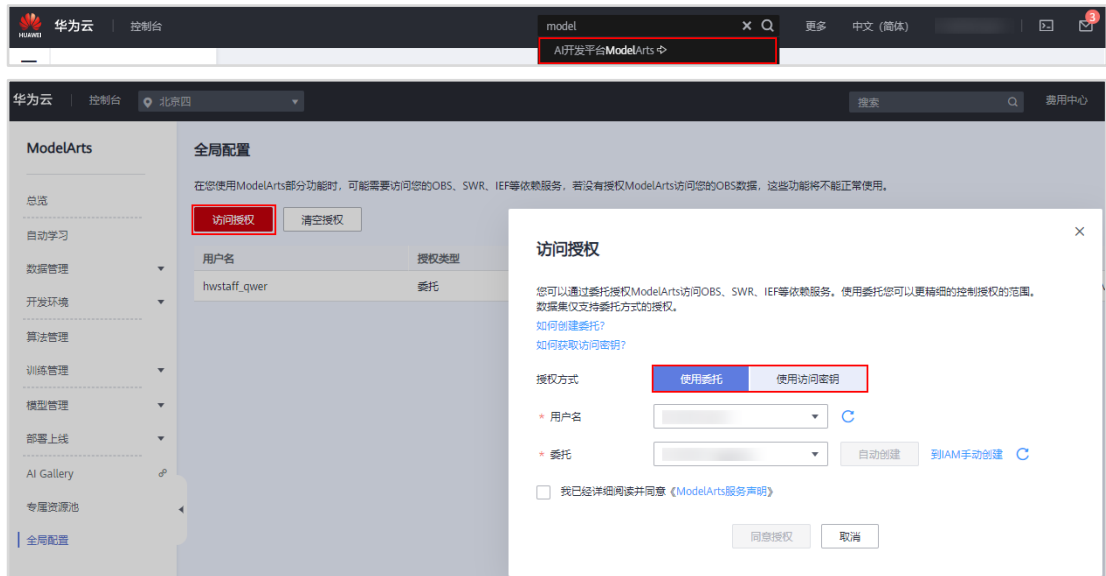 HUAWEI
华为云
控制台
model
更多
中文 (简体)
3
AI开发平台ModelArts
华为云
控制台
北京四
搜索
费用中心
ModelArts
总览
自动学习
数据管理
开发环境
算法管理
训练管理
模型管理
部署上线
AI Gallery
专属资源池
全局配置
全局配置
在您使用ModelArts部分功能时，可能需要访问您的OBS、SWR、IEF等依赖服务，若没有授权ModelArts访问您的OBS数据，这些功能将不能正常使用。
访问授权
清空授权
用户名
授权类型
hwstaff_qwer
委托
访问授权
您可以通过委托授权ModelArts访问OBS、SWR、IEF等依赖服务。使用委托您可以更精细的控制授权的范围。
数据集仅支持委托方式的授权。
如何创建委托?
如何获取访问密钥?
授权方式
使用委托
使用访问密钥
* 用户名
* 委托
自动创建
到IAM手动创建
我已经详细阅读并同意《ModelArts服务声明》
同意授权
取消